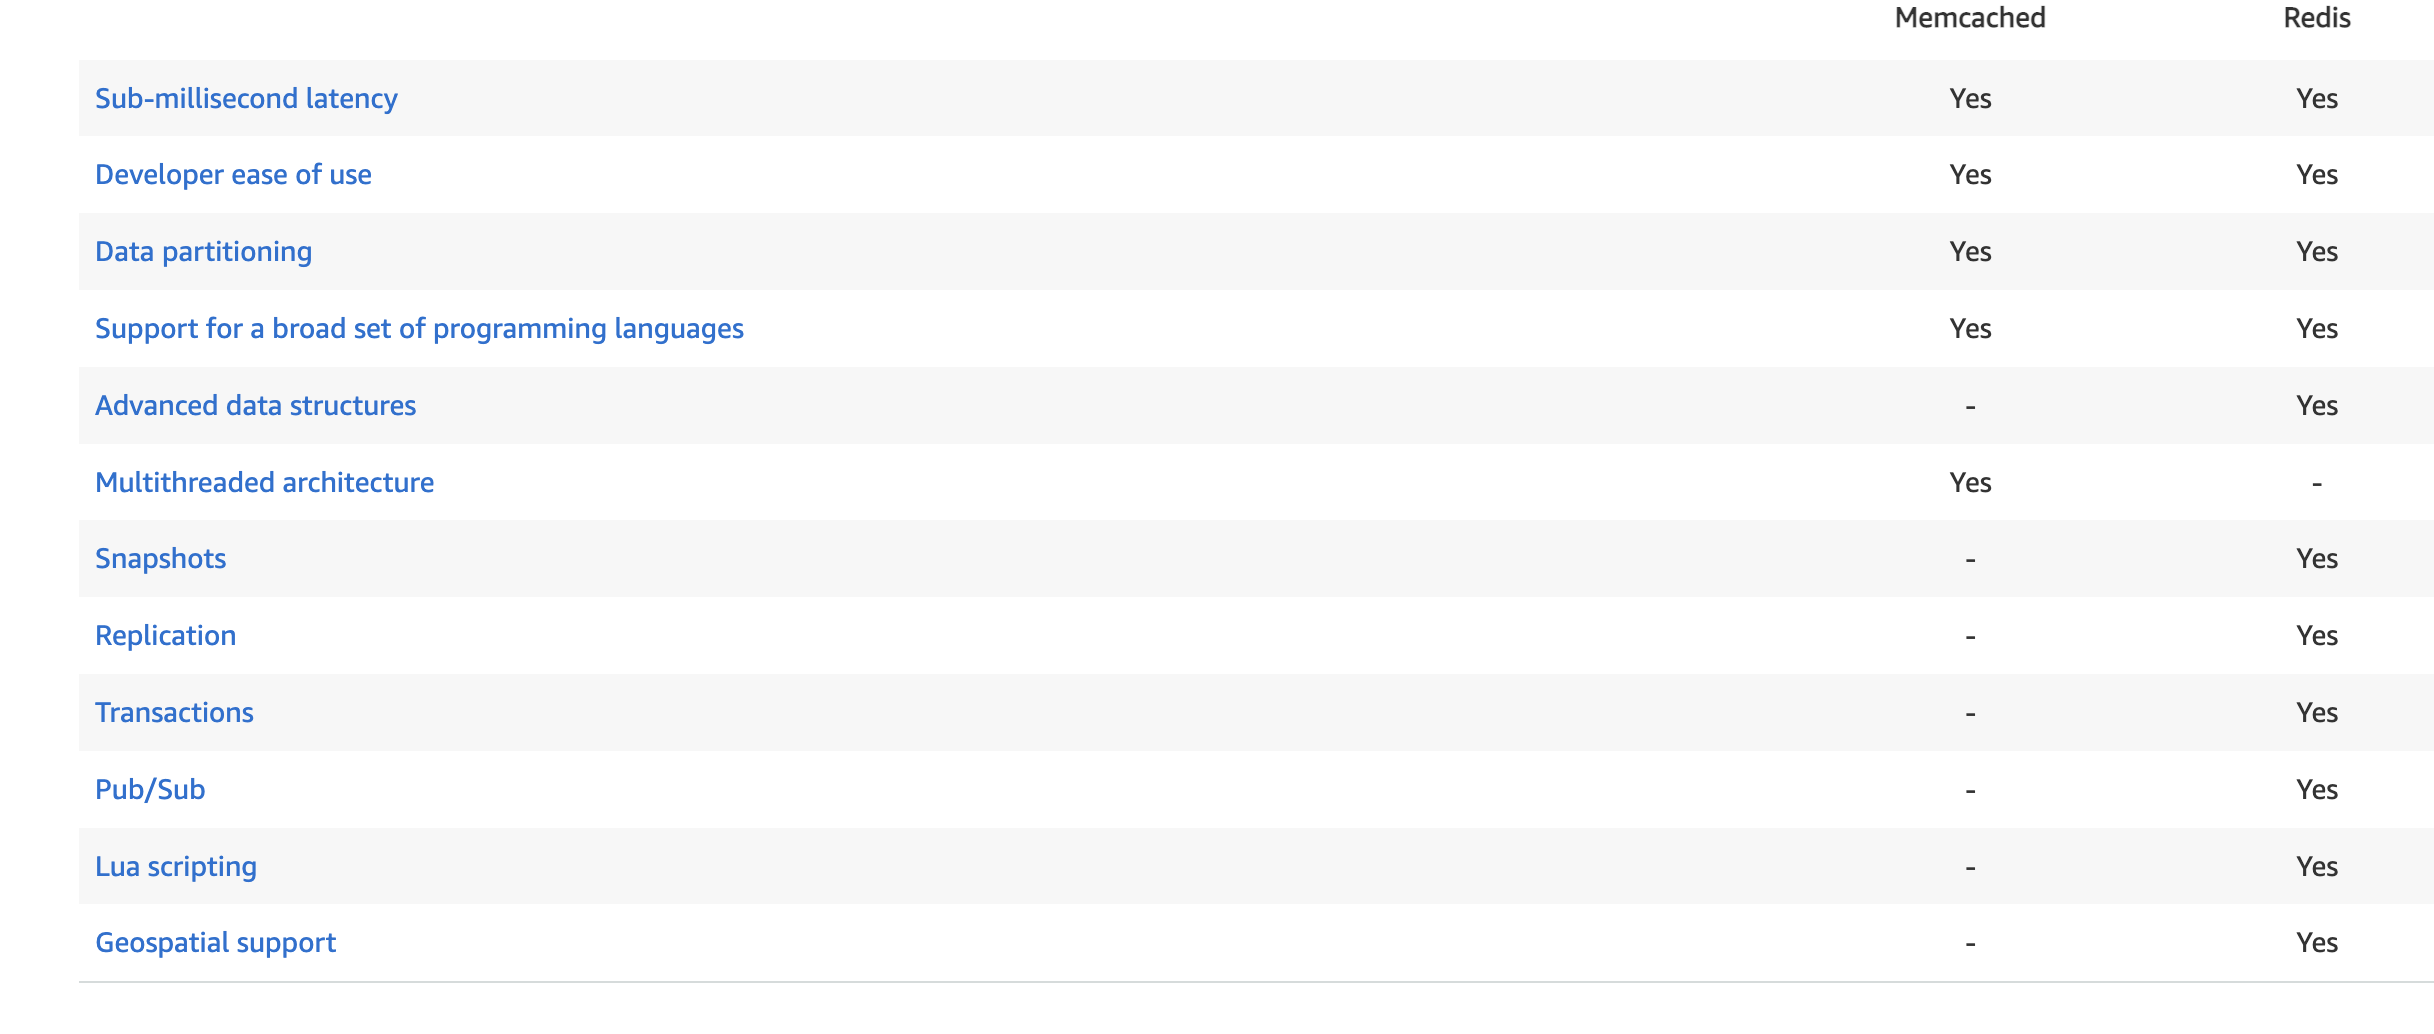 Memcached Redis
Sub-millisecond latency Yes Yes
Developer ease of use Yes Yes
Data partitioning Yes Yes
Support for a broad set of programming languages Yes Yes
Advanced data structures - Yes
Multithreaded architecture Yes -
Snapshots - Yes
Replication - Yes
Transactions - Yes
Pub/Sub - Yes
Lua scripting - Yes
Geospatial support - Yes